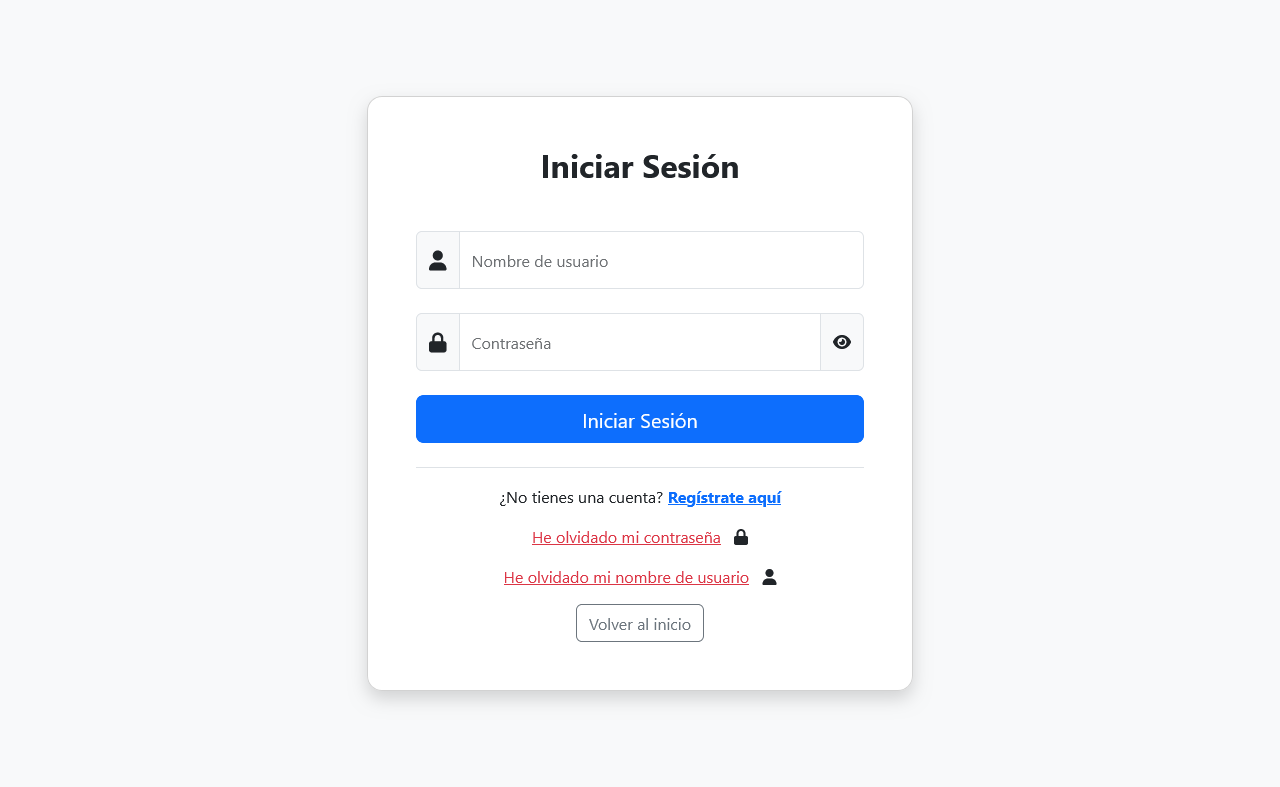 Iniciar Sesión
Nombre de usuario
Contraseña
Iniciar Sesión
¿No tienes una cuenta? Regístrate aquí
He olvidado mi contraseña
He olvidado mi nombre de usuario
Volver al inicio